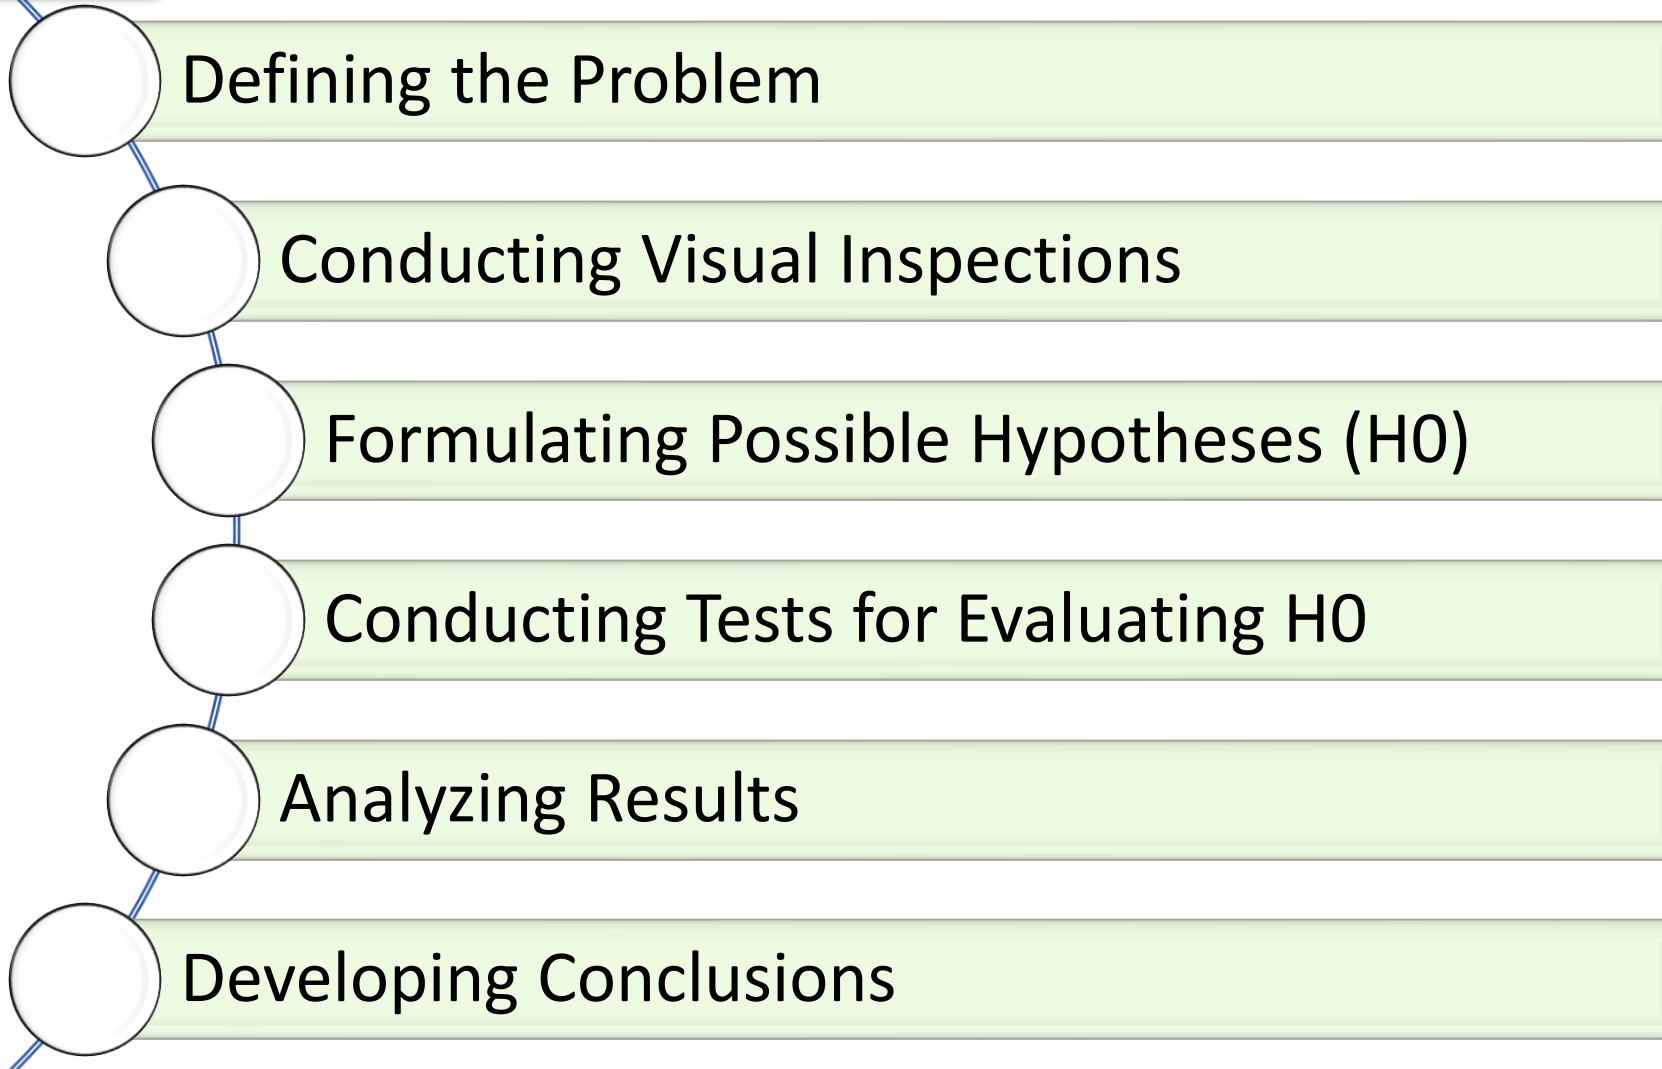 Defining the Problem
Conducting Visual Inspections
Formulating Possible Hypotheses (H0)
Conducting Tests for Evaluating H0
Analyzing Results
Developing Conclusions